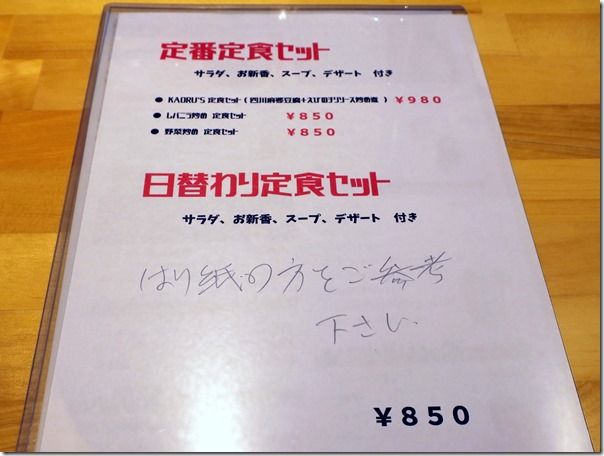 定番定食セット
サラダ、お新香、スープ、デザート 付き
● KAORU'S 定食セット ( 四川麻婆豆腐+えびのチリソース炒め煮 ) ￥980
● レバニラ炒め 定食セット ￥850
● 野菜炒め 定食セット ￥850
日替わり定食セット
サラダ、お新香、スープ、デザート 付き
はり紙の方をご参考
下さい
￥850